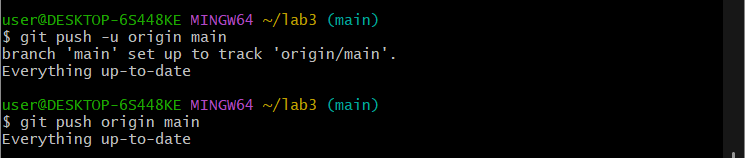 user@DESKTOP-6S448KE MINGW64 ~/lab3 (main)
$ git push -u origin main
branch 'main' set up to track 'origin/main'.
Everything up-to-date
user@DESKTOP-6S448KE MINGW64 ~/lab3 (main)
$ git push origin main
Everything up-to-date